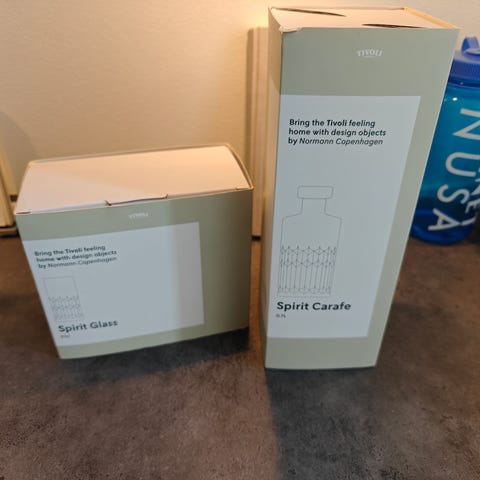 TIVOLI
Bring the Tivoli feeling
home with design objects
by Normann Copenhagen
Spirit Glass
TIVOLI
Bring the Tivoli feeling
home with design objects
by Normann Copenhagen
Spirit Carafe
NUSA